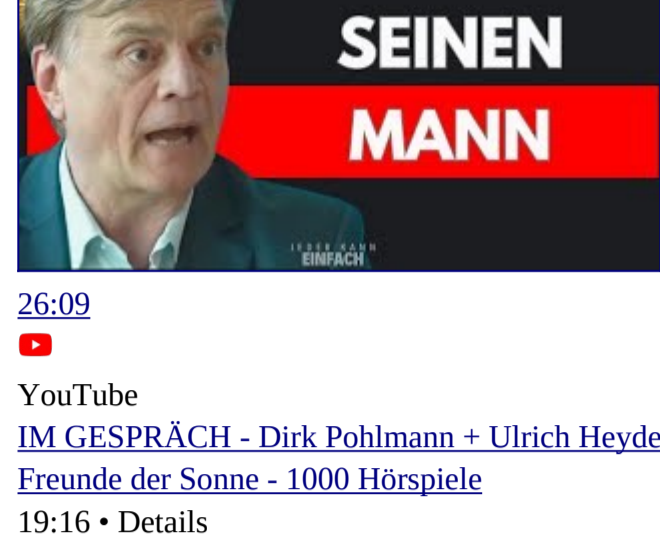 SEINEN
MANN
JEDER KANN
EINFACH
26:09
YouTube
IM GESPRÄCH - Dirk Pohlmann + Ulrich Heyde
Freunde der Sonne - 1000 Hörspiele
19:16 • Details